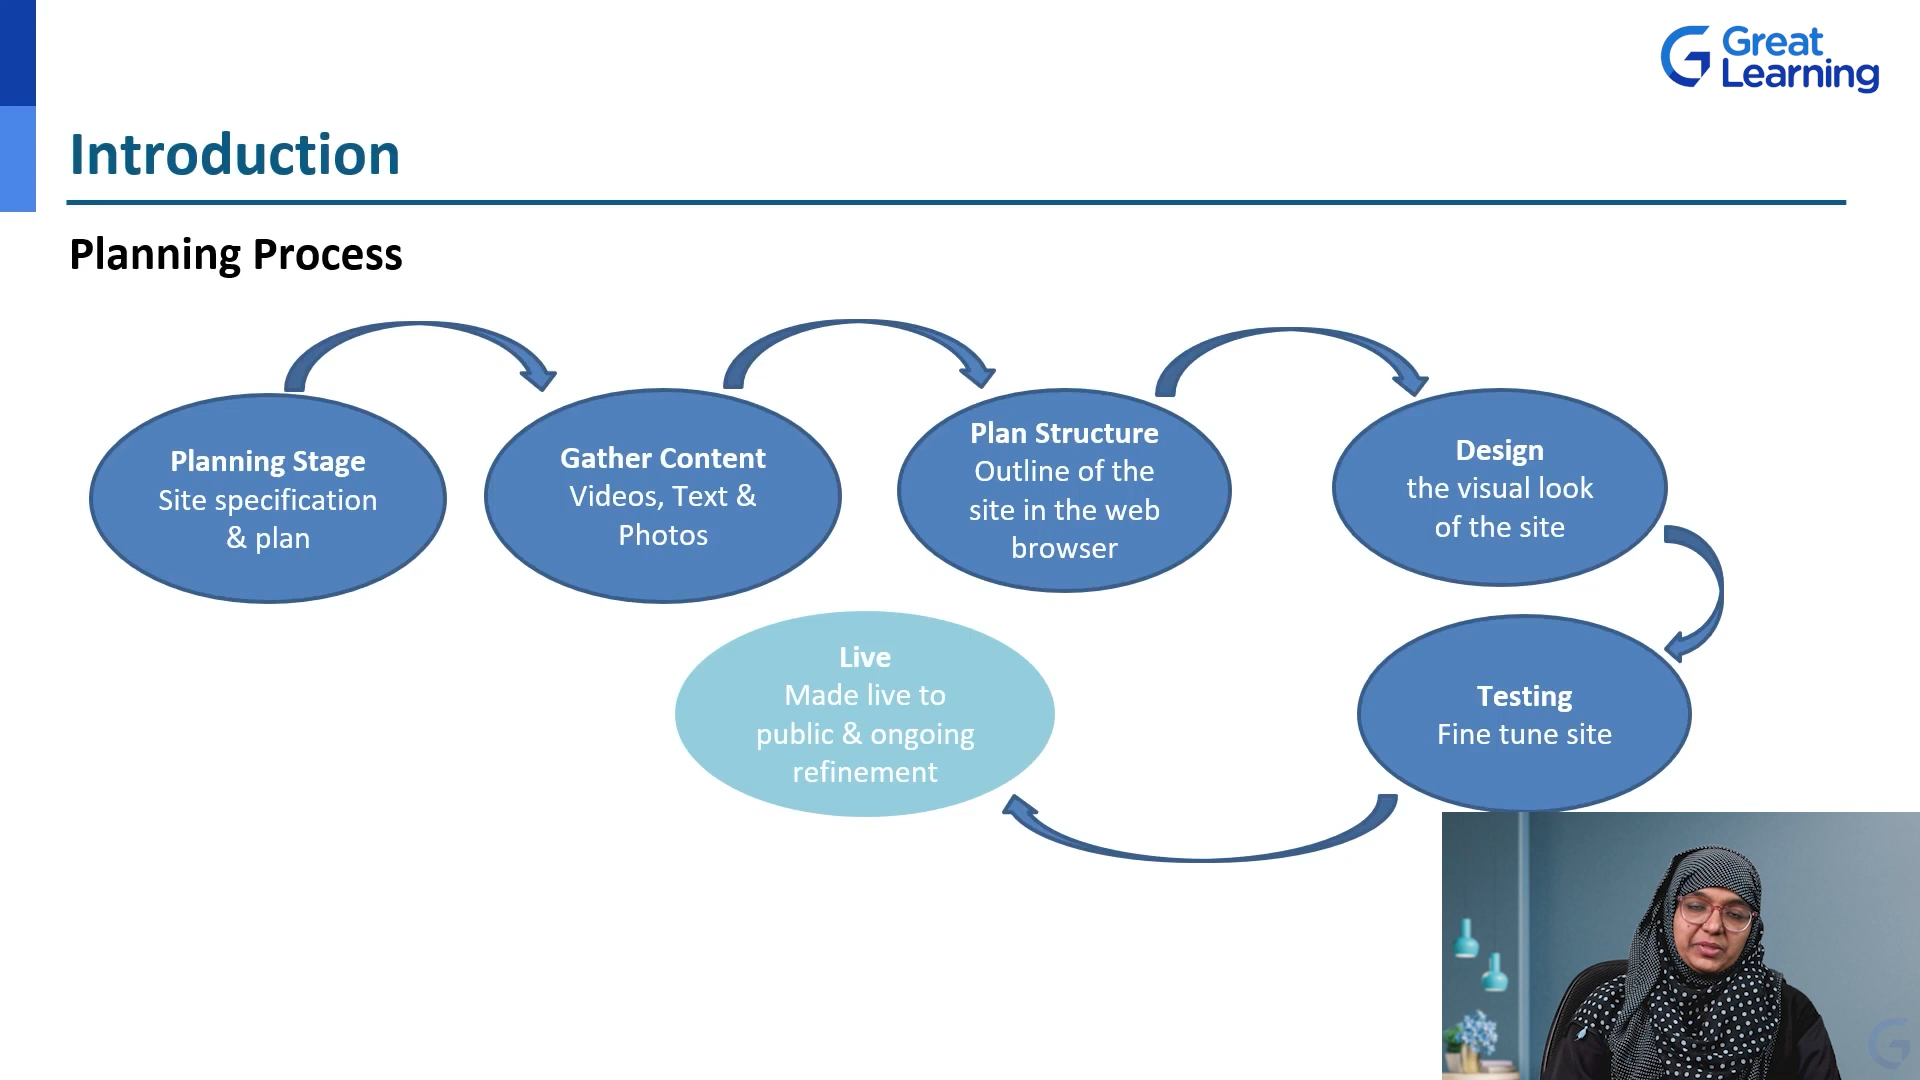 Great
Learning
Introduction
Planning Process
Planning Stage
Site specification
& plan
Gather Content
Videos, Text &
Photos
Plan Structure
Outline of the
site in the web
browser
Design
the visual look
of the site
Live
Made live to
public & ongoing
refinement
Testing
Fine tune site